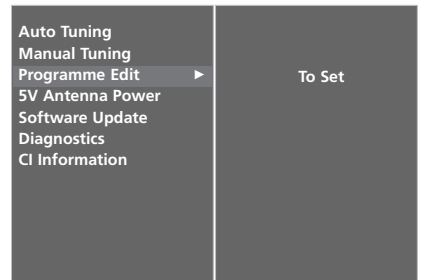 Auto Tuning
Manual Tuning
Programme Edit ►
To Set
5V Antenna Power
Software Update
Diagnostics
CI Information